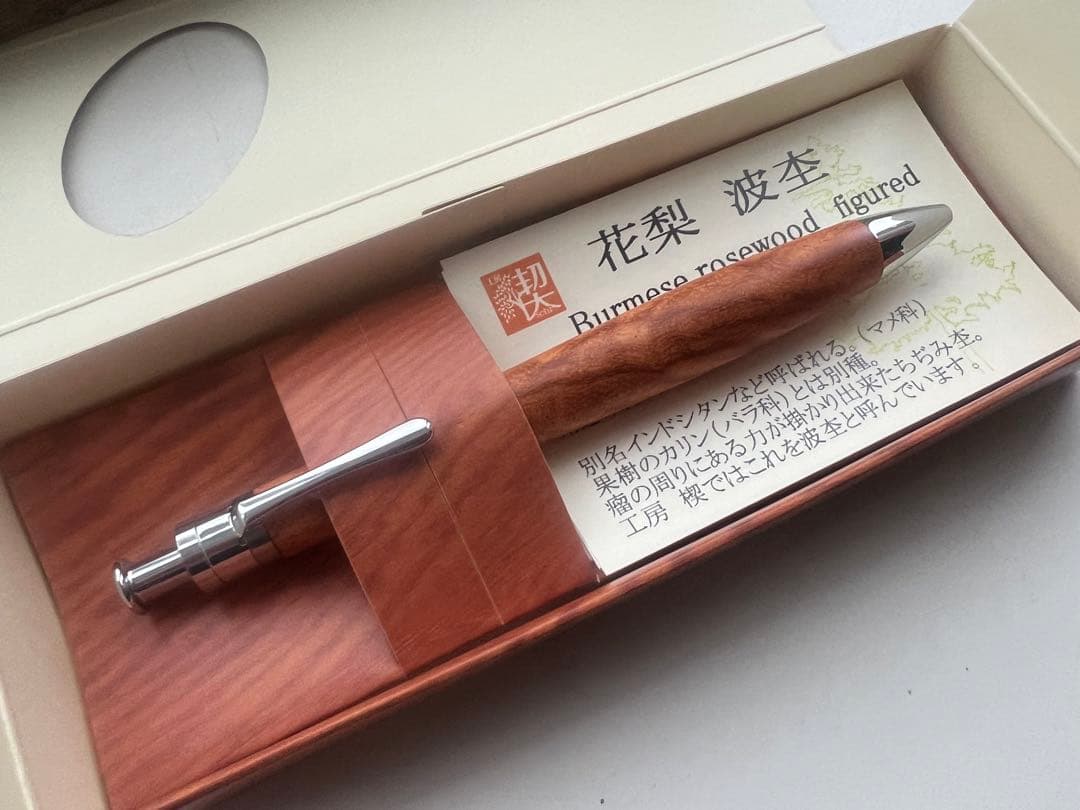 花梨 波杢
Burmese rosewood figured
工房 楔
別名インドシタンなど呼ばれる。(マメ科)
果樹のカリン(バラ科)とは別種。
瘤の周りにある力が掛かり出来たちぢみ杢。
工房 楔ではこれを波杢と呼んでいます。